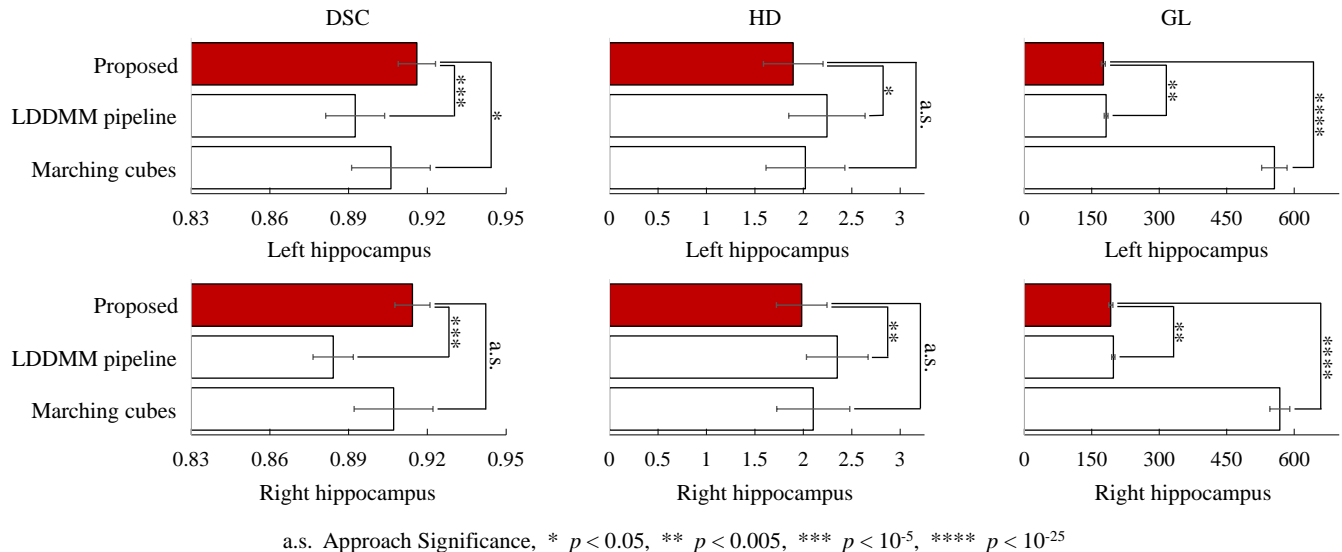 DSC HD GL
Proposed
LDDMM pipeline
Marching cubes
*** * * a.s. ** ****
0.83 0.86 0.89 0.92 0.95 0 0.5 1 1.5 2 2.5 3 0 150 300 450 600
Left hippocampus Left hippocampus Left hippocampus
Proposed
LDDMM pipeline
Marching cubes
*** a.s. ** a.s. ** ****
0.83 0.86 0.89 0.92 0.95 0 0.5 1 1.5 2 2.5 3 0 150 300 450 600
Right hippocampus Right hippocampus Right hippocampus
a.s. Approach Significance, * p < 0.05, ** p < 0.005, *** p < 10⁻⁵, **** p < 10⁻²⁵